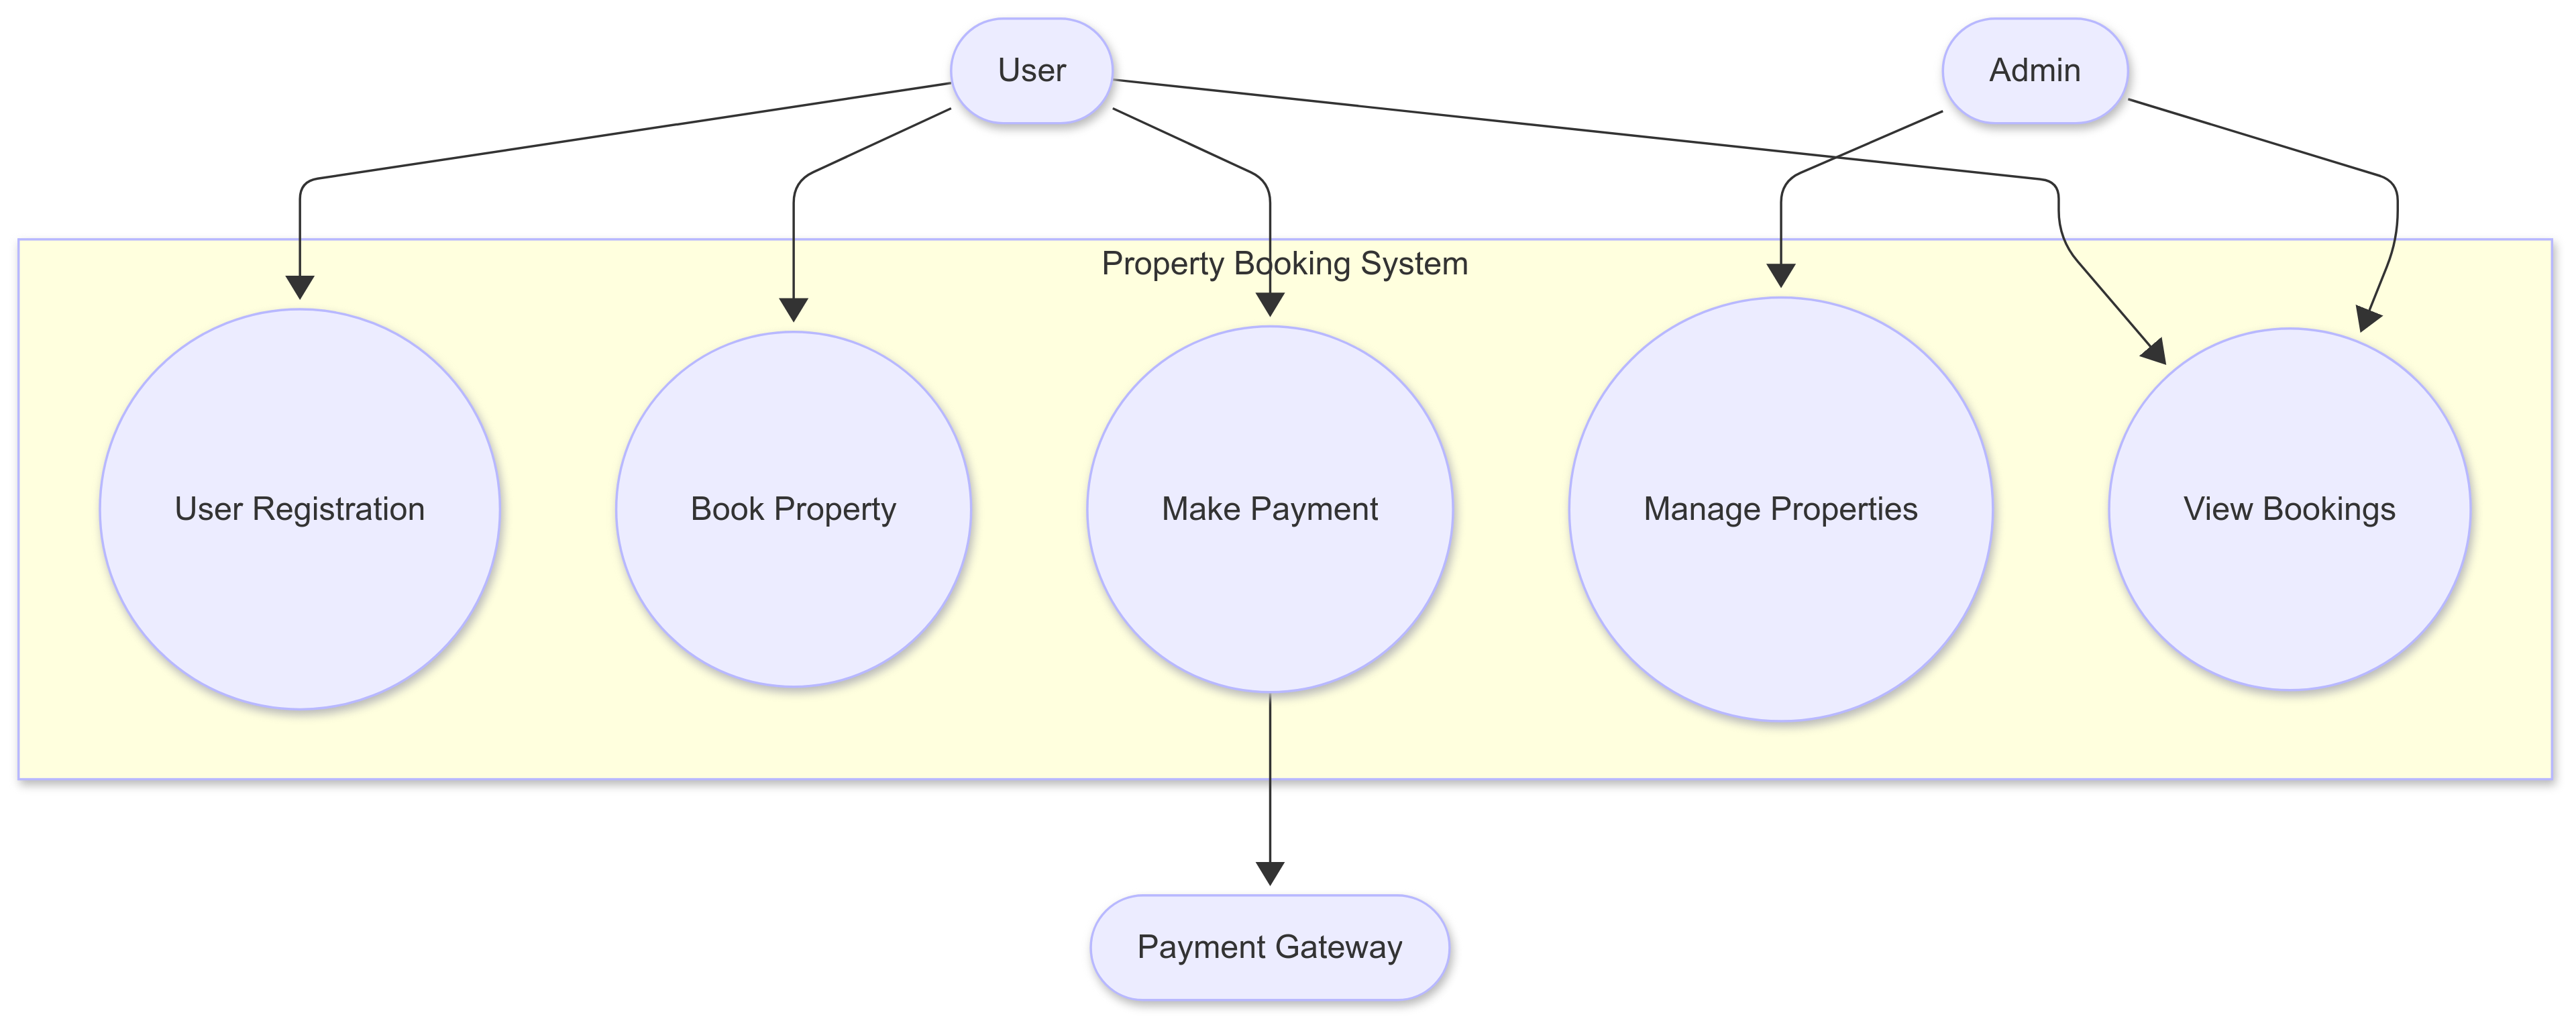 User
Admin
Property Booking System
User Registration
Book Property
Make Payment
Manage Properties
View Bookings
Payment Gateway